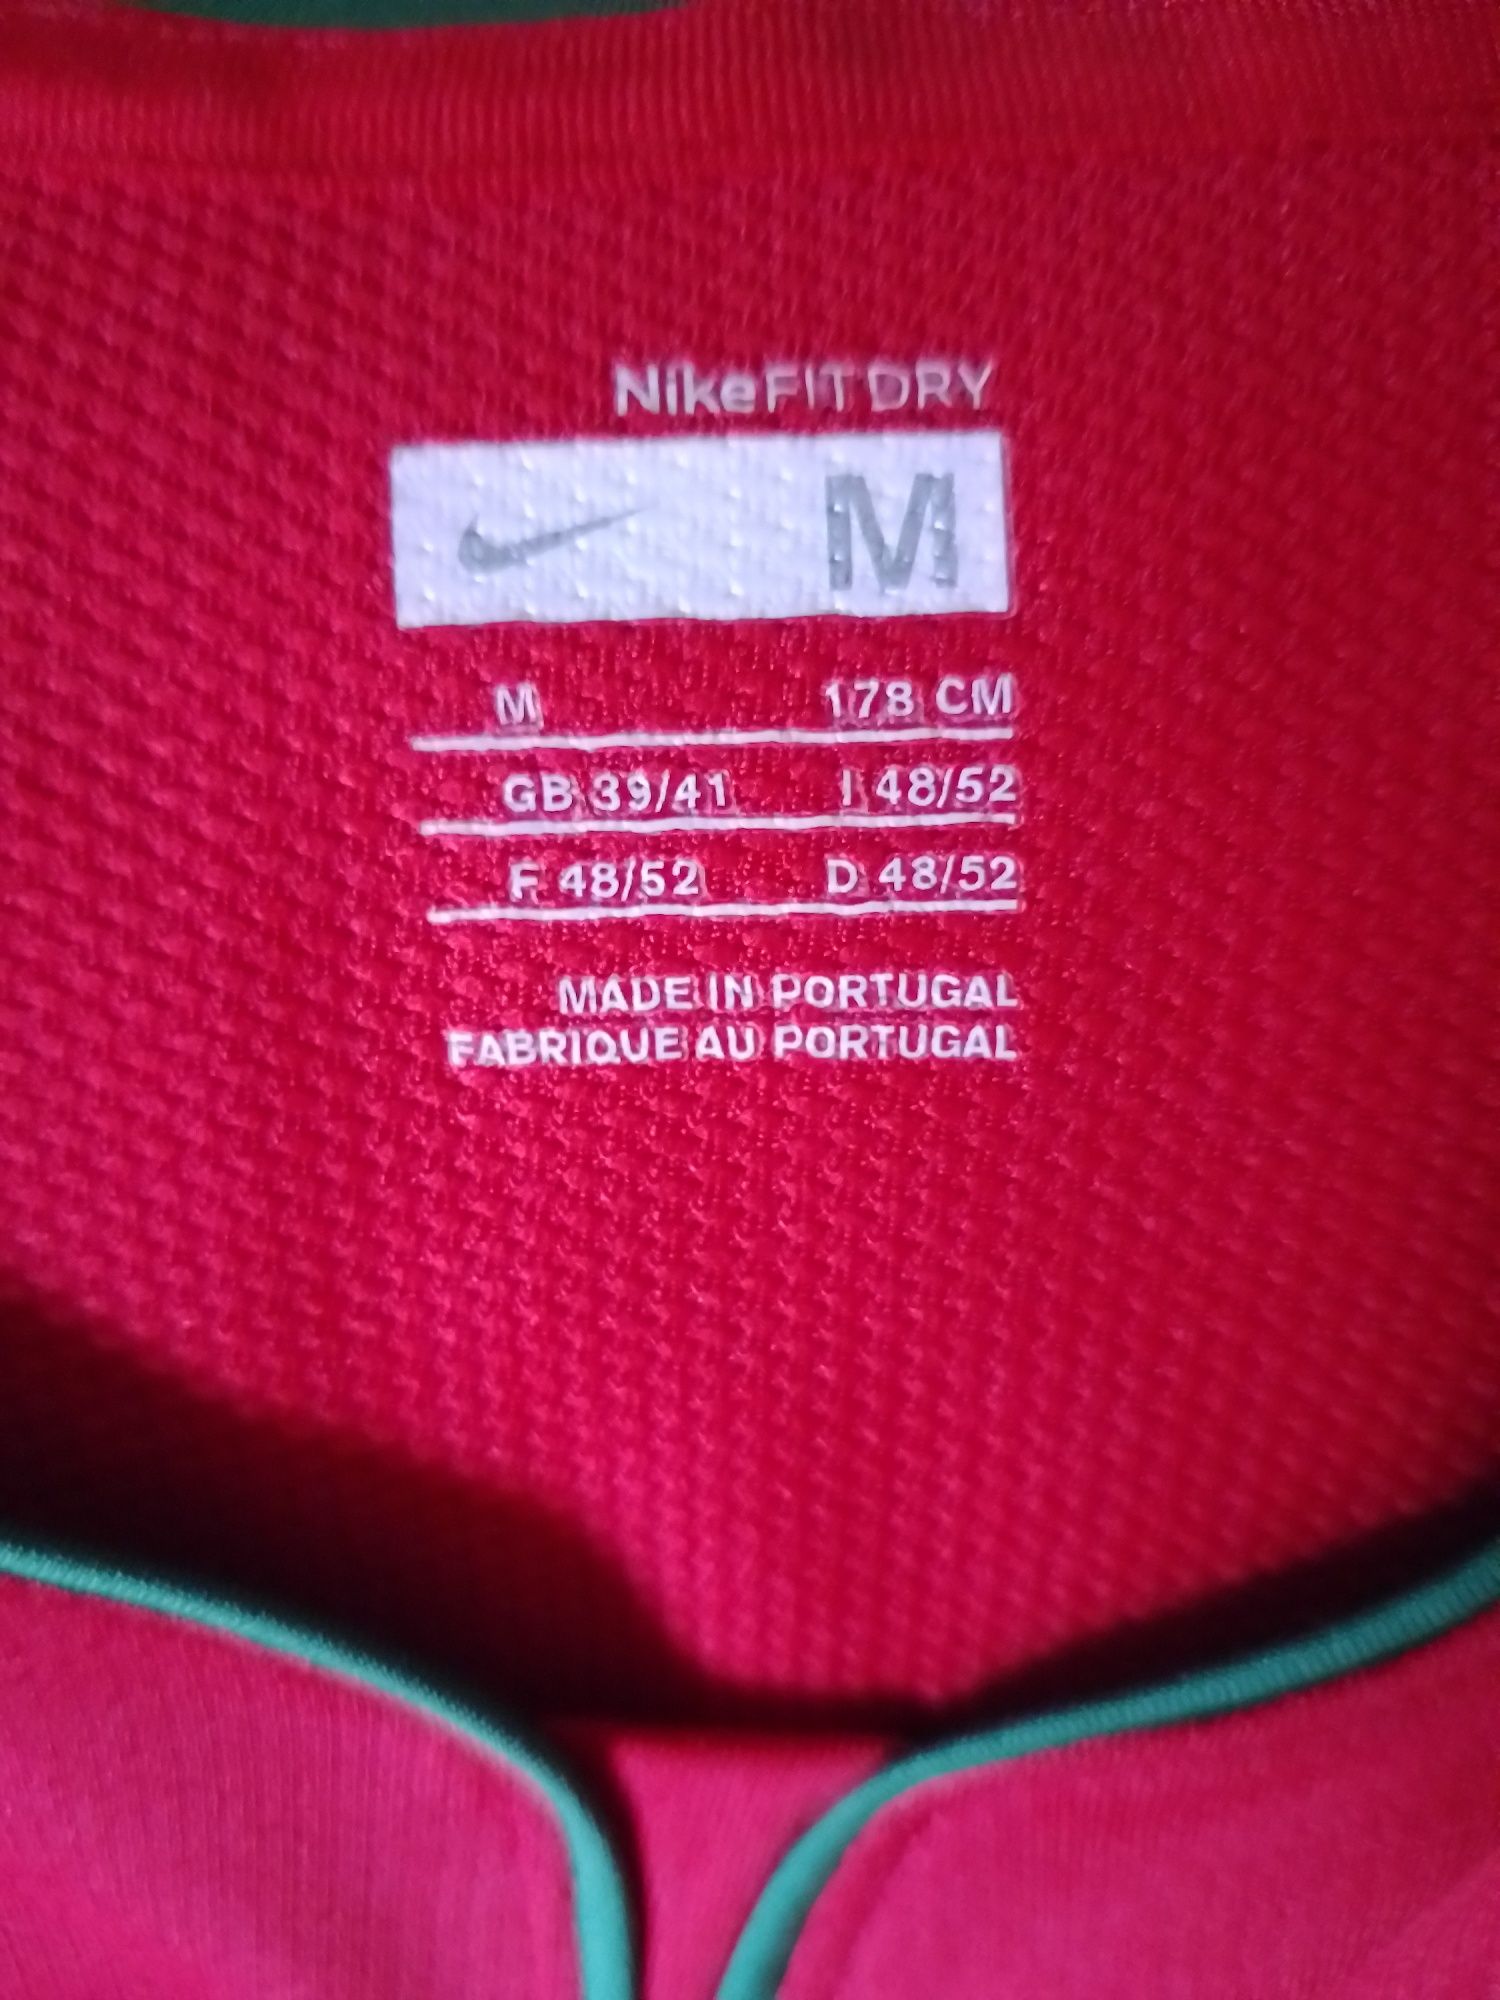 NikeFIT DRY
M
M 178 CM
GB 39/41 I 48/52
F 48/52 D 48/52
MADE IN PORTUGAL
FABRIQUE AU PORTUGAL